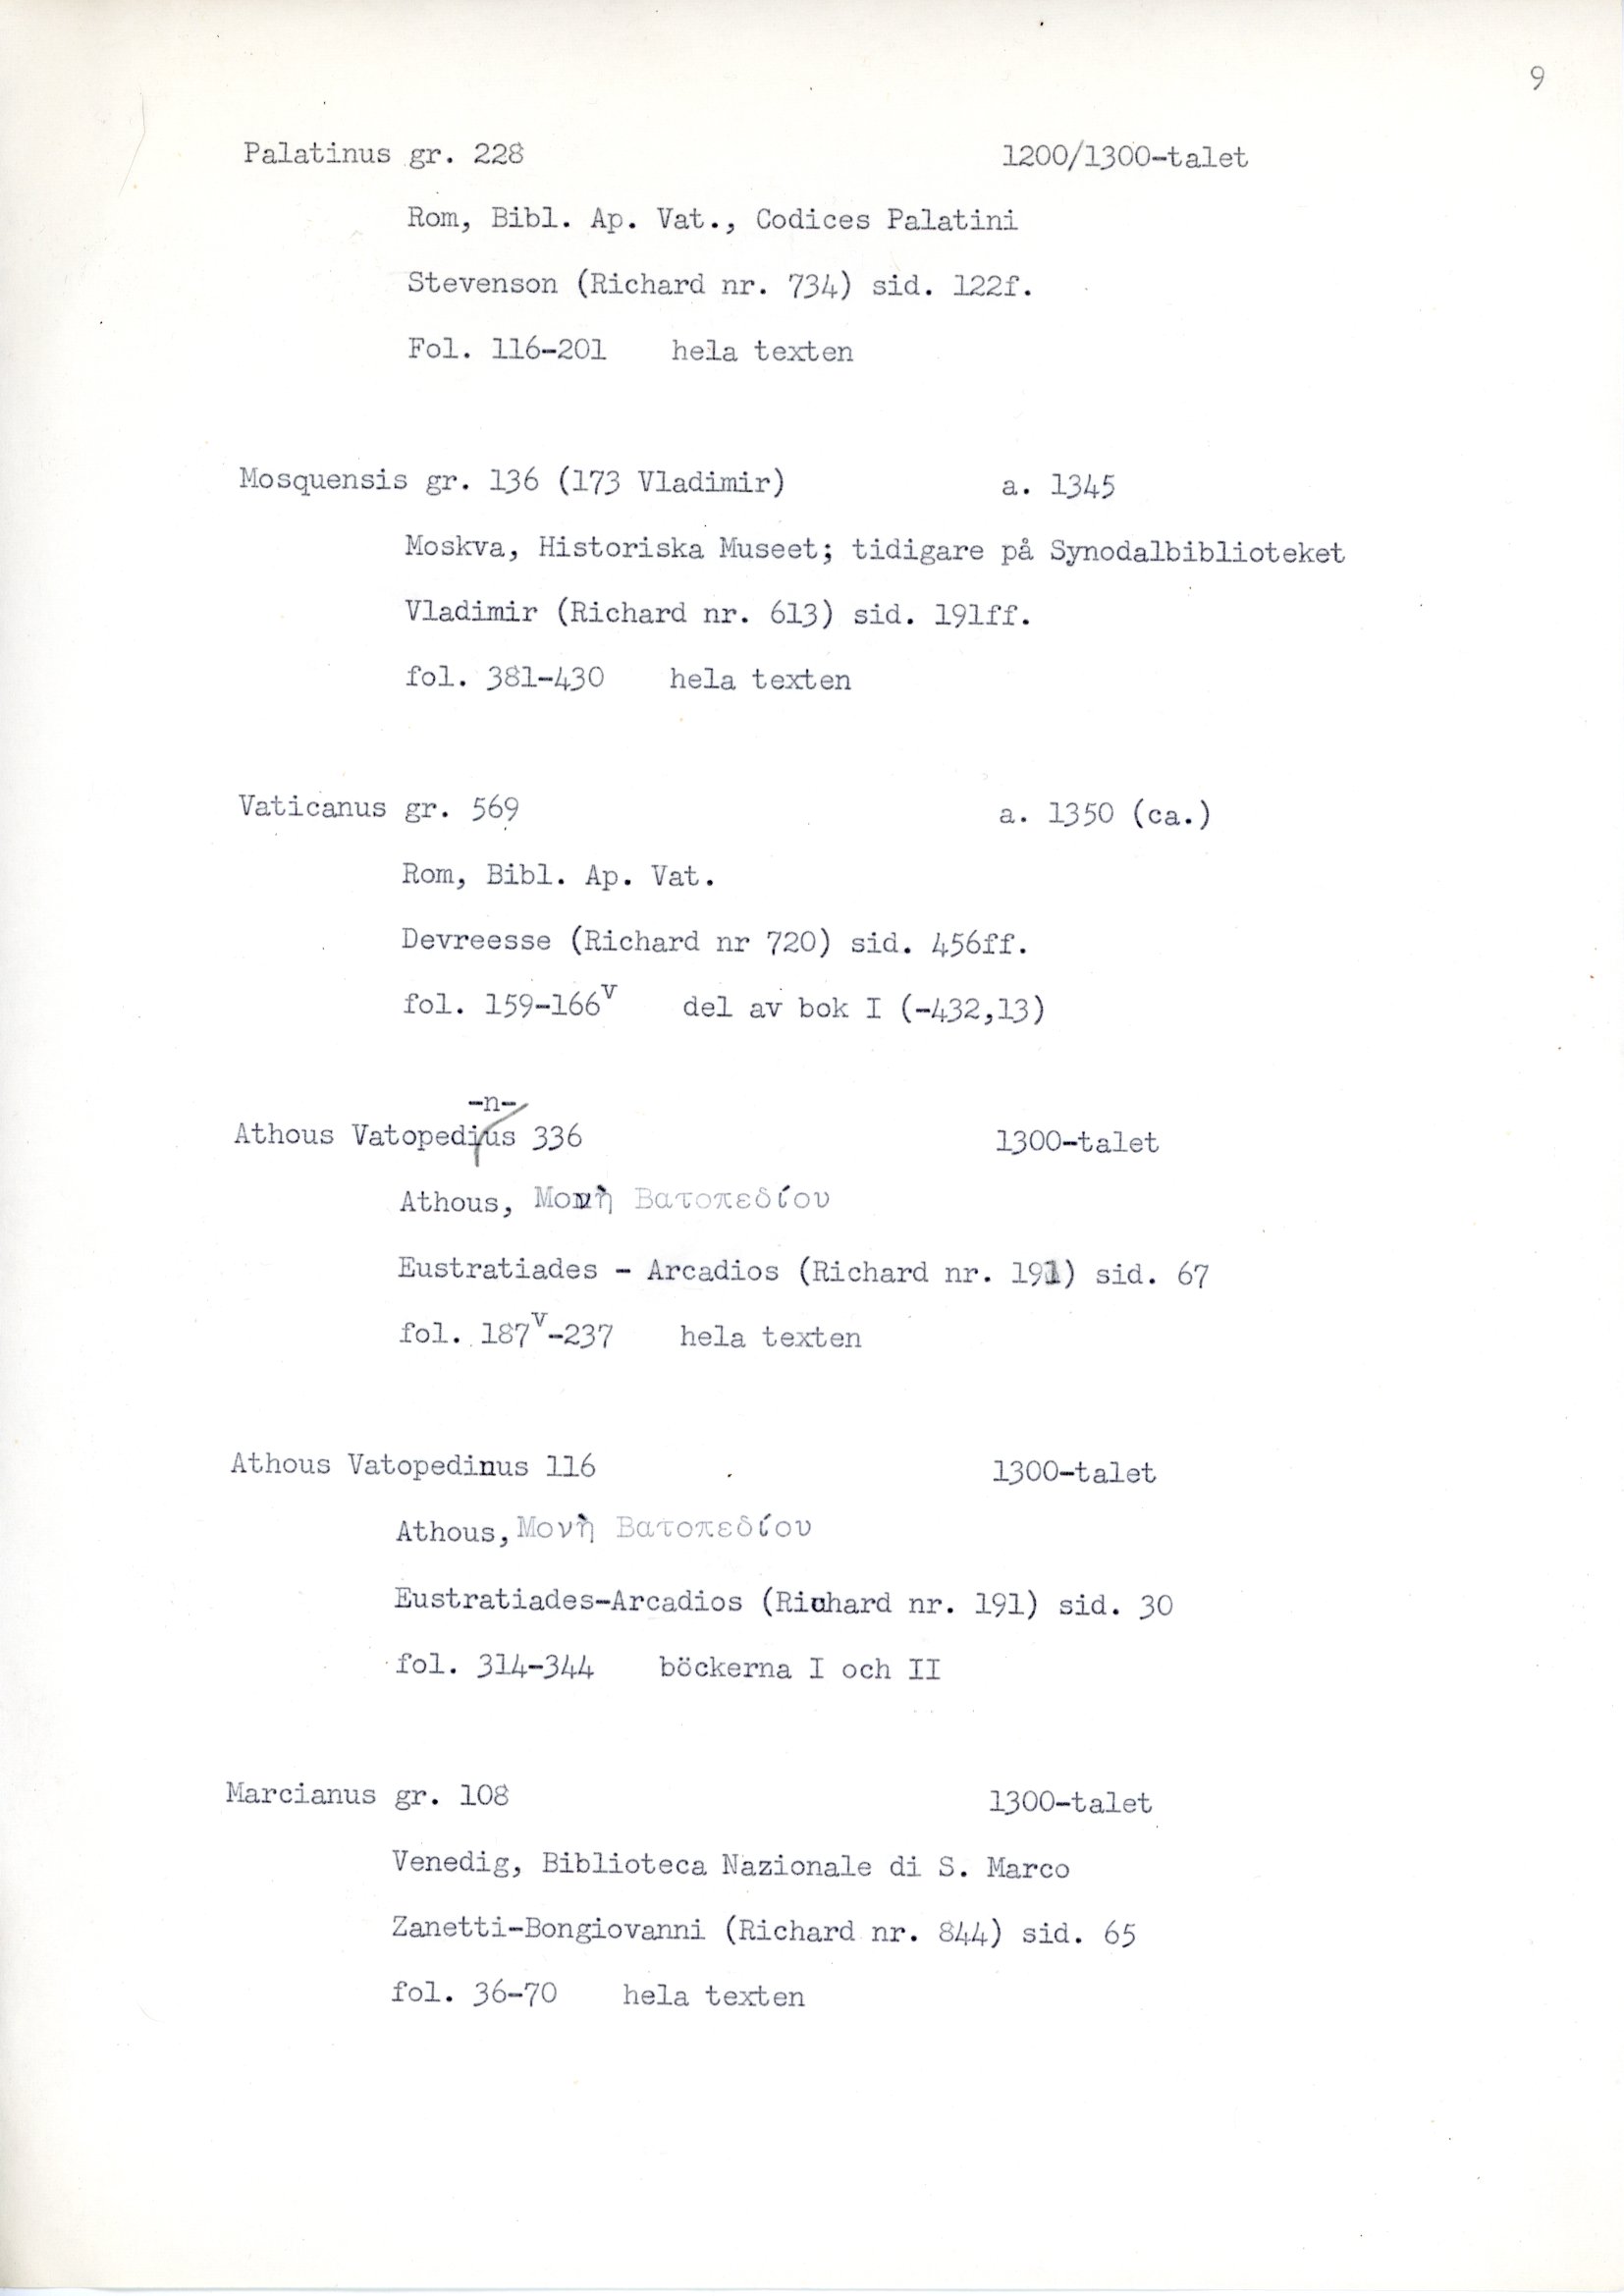 9
Palatinus gr. 228 1200/1300-talet
Rom, Bibl. Ap. Vat., Codices Palatini
Stevenson (Richard nr. 734) sid. 122f.
Fol. 116-201 hela texten
Mosquensis gr. 136 (173 Vladimir) a. 1345
Moskva, Historiska Museet; tidigare på Synodalbiblioteket
Vladimir (Richard nr. 613) sid. 191ff.
fol. 381-430 hela texten
Vaticanus gr. 569 a. 1350 (ca.)
Rom, Bibl. Ap. Vat.
Devreesse (Richard nr 720) sid. 456ff.
fol. 159-166v del av bok I (-432,13)
-n-
Athous Vatopedius 336 1300-talet
Athous, Μονὴ Βατοπεδίου
Eustratiades - Arcadios (Richard nr. 191) sid. 67
fol. 187v-237 hela texten
Athous Vatopedinus 116 1300-talet
Athous, Μονὴ Βατοπεδίου
Eustratiades-Arcadios (Richard nr. 191) sid. 30
fol. 314-344 böckerna I och II
Marcianus gr. 108 1300-talet
Venedig, Biblioteca Nazionale di S. Marco
Zanetti-Bongiovanni (Richard nr. 844) sid. 65
fol. 36-70 hela texten